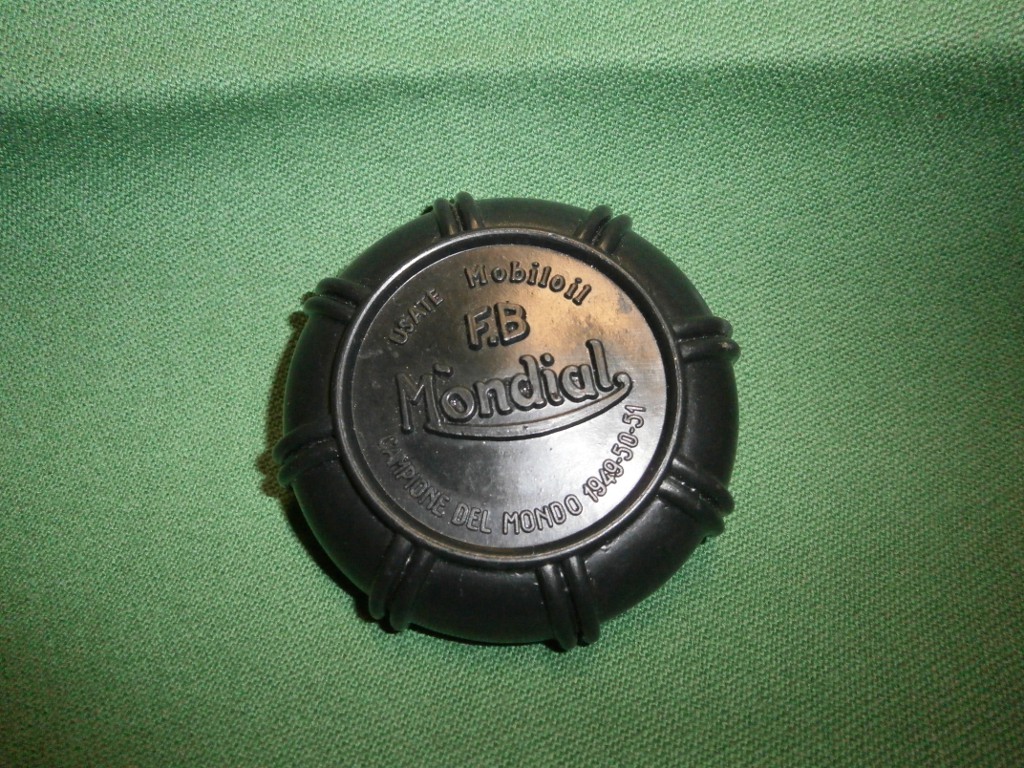 USATE Mobiloil
F.B
Mondial
CAMPIONE DEL MONDO 1949-50-51